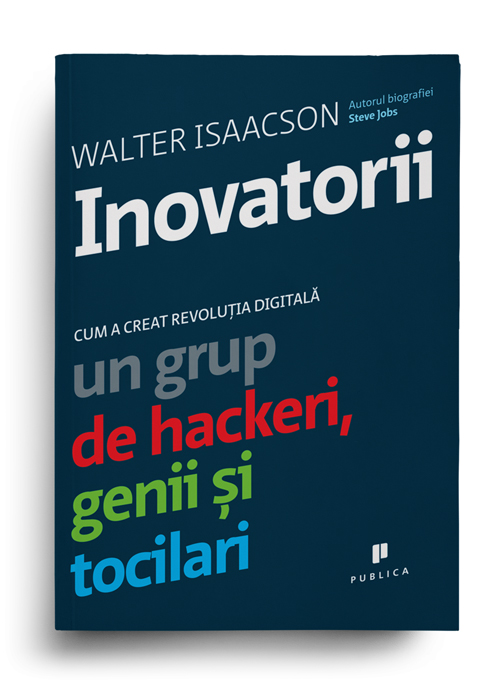 Autorul biografiei
Steve Jobs
WALTER ISAACSON
Inovatorii
CUM A CREAT REVOLUȚIA DIGITALĂ
un grup
de hackeri,
genii și
tocilari
PUBLICA